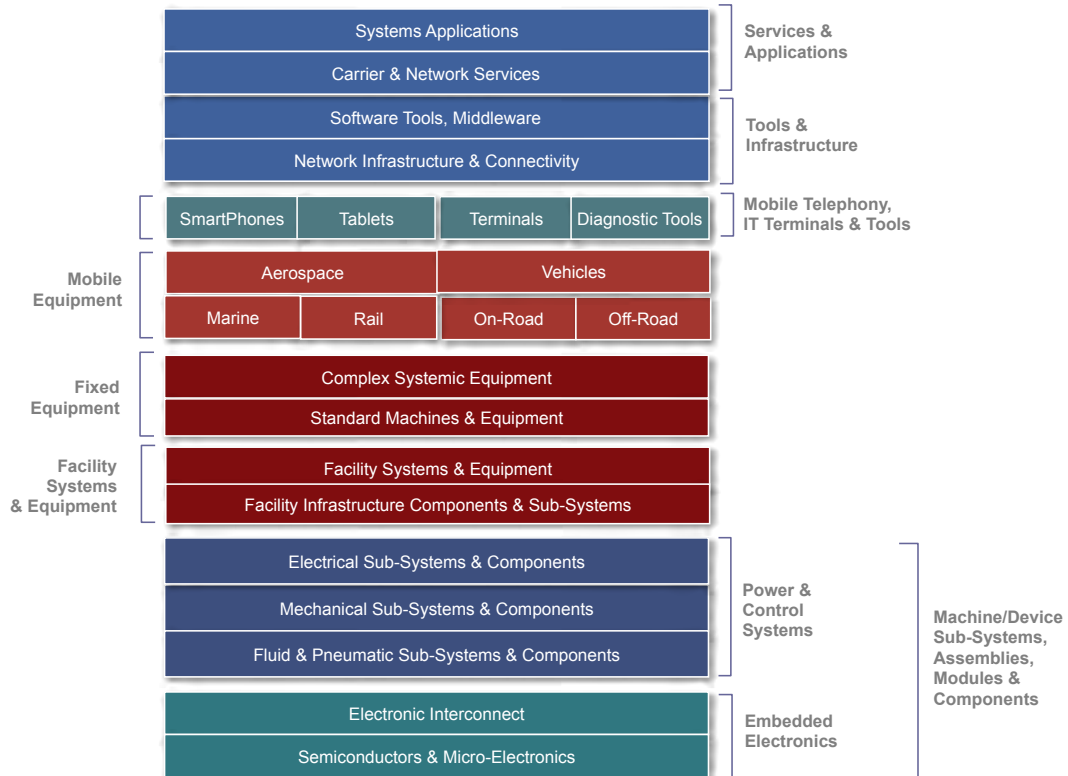 Systems Applications
Carrier & Network Services
Services &
Applications
Software Tools, Middleware
Network Infrastructure & Connectivity
Tools &
Infrastructure
SmartPhones
Tablets
Terminals
Diagnostic Tools
Mobile Telephony,
IT Terminals & Tools
Mobile
Equipment
Aerospace
Vehicles
Marine
Rail
On-Road
Off-Road
Fixed
Equipment
Complex Systemic Equipment
Standard Machines & Equipment
Facility
Systems
& Equipment
Facility Systems & Equipment
Facility Infrastructure Components & Sub-Systems
Electrical Sub-Systems & Components
Mechanical Sub-Systems & Components
Fluid & Pneumatic Sub-Systems & Components
Power &
Control
Systems
Machine/Device
Sub-Systems,
Assemblies,
Modules &
Components
Electronic Interconnect
Semiconductors & Micro-Electronics
Embedded
Electronics